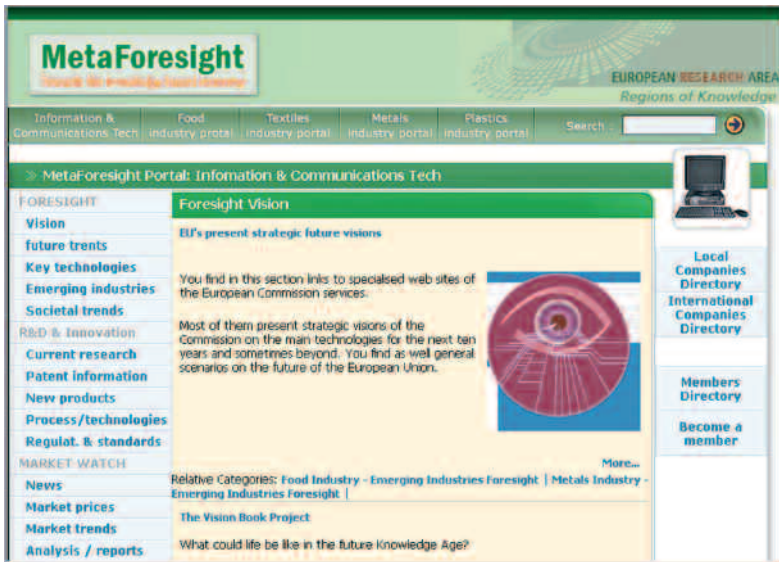 MetaForesight
EUROPEAN RESEARCH AREA
Regions of Knowledge
Information &
Communications Tech
Food
industry protal
Textiles
industry portal
Metals
industry portal
Plastics
industry portal
Search :
» MetaForesight Portal: Infomation & Communications Tech
FORESIGHT
Vision
future trents
Key technologies
Emerging industries
Societal trends
R&D & Innovation
Current research
Patent information
New products
Process/technologies
Regulat. & standards
MARKET WATCH
News
Market prices
Market trends
Analysis / reports
Foresight Vision
EU's present strategic future visions
You find in this section links to specialsed web sites of
the European Commission services.
Most of them present strategic visions of the
Commission on the main technologies for the next ten
years and sometimes beyond. You find as well general
scenarios on the future of the European Union.
More...
Relative Categories: Food Industry - Emerging Industries Foresight | Metals Industry -
Emerging Industries Foresight |
The Vision Book Project
What could life be like in the future Knowledge Age?
Local
Companies
Directory
International
Companies
Directory
Members
Directory
Become a
member